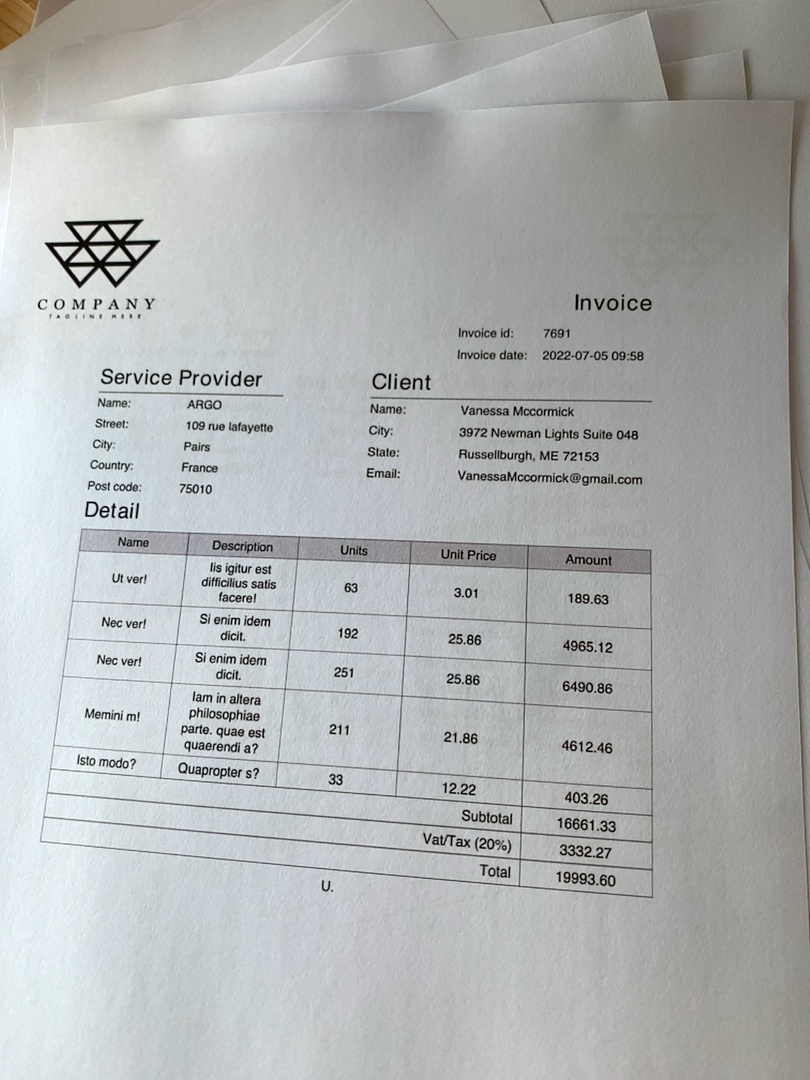 COMPANY
TAGLINE HERE
Invoice
Invoice id: 7691
Invoice date: 2022-07-05 09:58
Service Provider
Name: ARGO
Street: 109 rue lafayette
City: Pairs
Country: France
Post code: 75010
Client
Name: Vanessa Mccormick
City: 3972 Newman Lights Suite 048
State: Russellburgh, ME 72153
Email: VanessaMccormick@gmail.com
Detail
Name Description Units Unit Price Amount
Ut ver! Iis igitur est 63 3.01 189.63
difficilius satis
facere!
Nec ver! Si enim idem 192 25.86 4965.12
dicit.
Nec ver! Si enim idem 251 25.86 6490.86
dicit.
Memini m! Iam in altera 211 21.86 4612.46
philosophiae
parte. quae est
quaerendi a?
Isto modo? Quapropter s? 33 12.22 403.26
Subtotal 16661.33
Vat/Tax (20%) 3332.27
Total 19993.60
U.